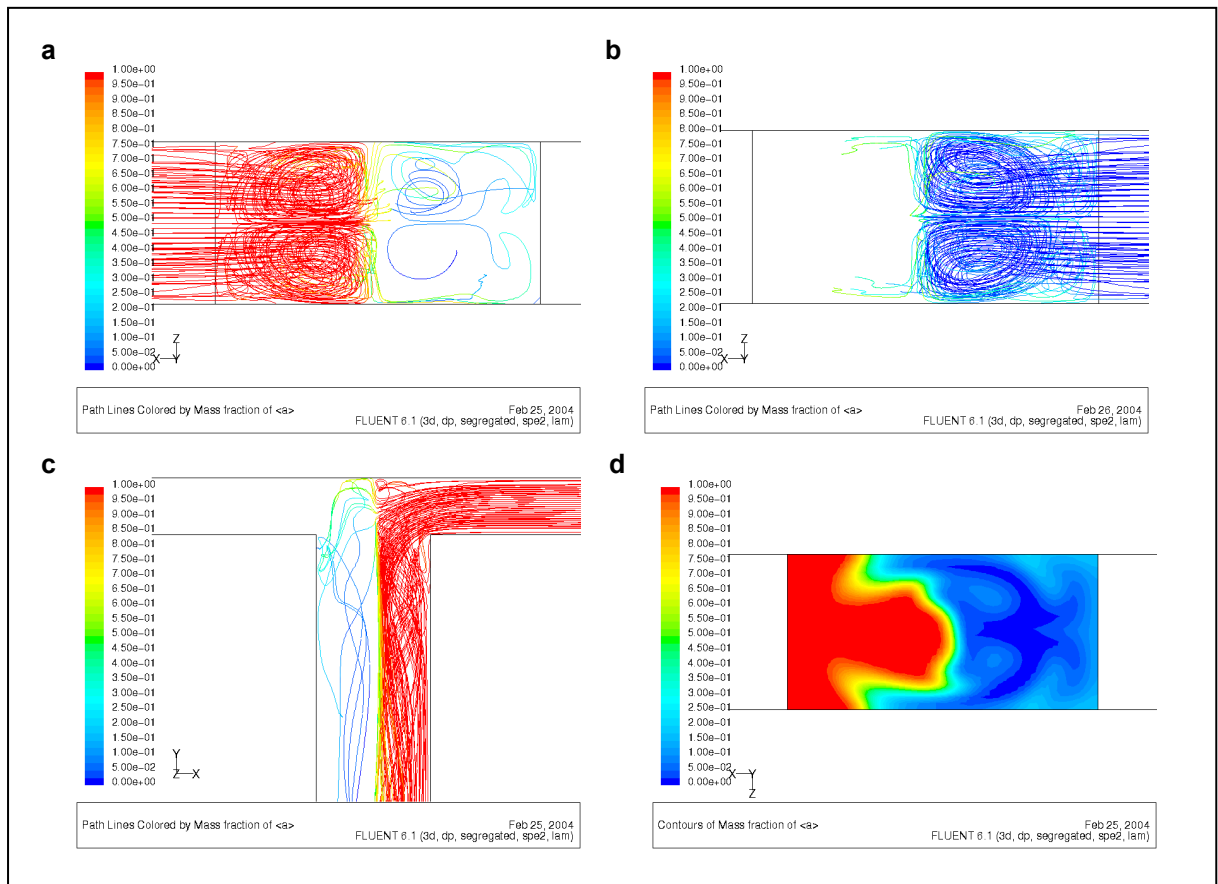 a
1.00e+00
9.50e-01
9.00e-01
8.50e-01
8.00e-01
7.50e-01
7.00e-01
6.50e-01
6.00e-01
5.50e-01
5.00e-01
4.50e-01
4.00e-01
3.50e-01
3.00e-01
2.50e-01
2.00e-01
1.50e-01
1.00e-01
5.00e-02
0.00e+00
Z
X Y
Path Lines Colored by Mass fraction of <a>
Feb 25, 2004
FLUENT 6.1 (3d, dp, segregated, spe2, lam)
b
1.00e+00
9.50e-01
9.00e-01
8.50e-01
8.00e-01
7.50e-01
7.00e-01
6.50e-01
6.00e-01
5.50e-01
5.00e-01
4.50e-01
4.00e-01
3.50e-01
3.00e-01
2.50e-01
2.00e-01
1.50e-01
1.00e-01
5.00e-02
0.00e+00
Z
X Y
Path Lines Colored by Mass fraction of <a>
Feb 26, 2004
FLUENT 6.1 (3d, dp, segregated, spe2, lam)
c
1.00e+00
9.50e-01
9.00e-01
8.50e-01
8.00e-01
7.50e-01
7.00e-01
6.50e-01
6.00e-01
5.50e-01
5.00e-01
4.50e-01
4.00e-01
3.50e-01
3.00e-01
2.50e-01
2.00e-01
1.50e-01
1.00e-01
5.00e-02
0.00e+00
Y
Z X
Path Lines Colored by Mass fraction of <a>
Feb 25, 2004
FLUENT 6.1 (3d, dp, segregated, spe2, lam)
d
1.00e+00
9.50e-01
9.00e-01
8.50e-01
8.00e-01
7.50e-01
7.00e-01
6.50e-01
6.00e-01
5.50e-01
5.00e-01
4.50e-01
4.00e-01
3.50e-01
3.00e-01
2.50e-01
2.00e-01
1.50e-01
1.00e-01
5.00e-02
0.00e+00
X Y
Z
Contours of Mass fraction of <a>
Feb 25, 2004
FLUENT 6.1 (3d, dp, segregated, spe2, lam)